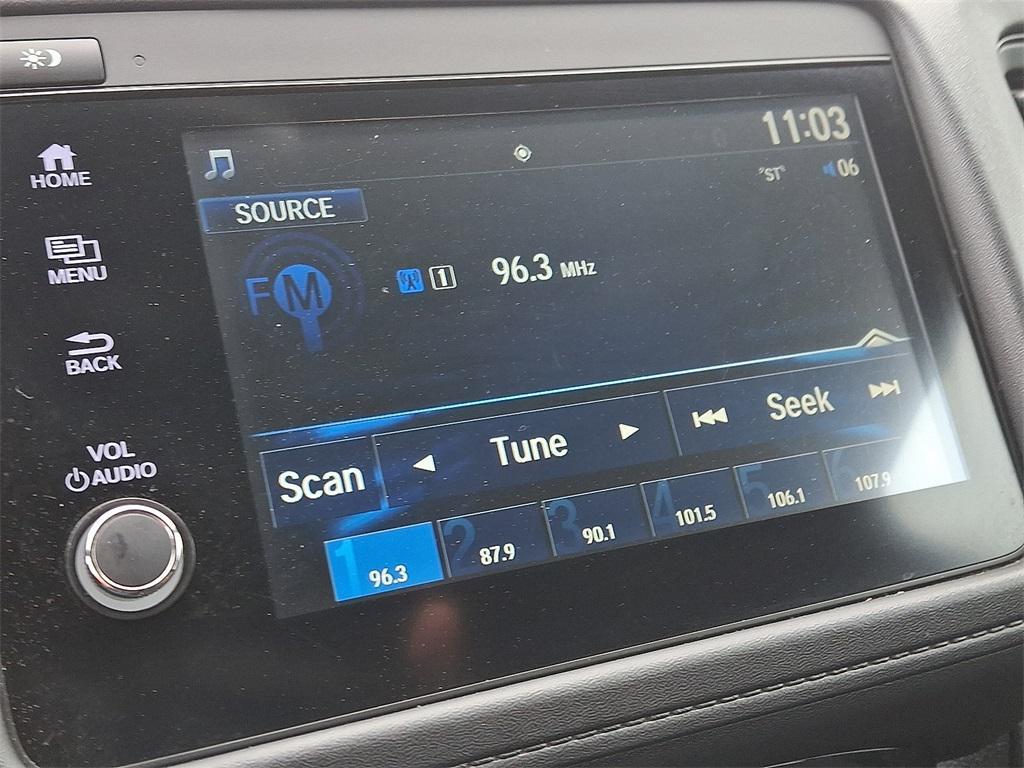 HOME
MENU
BACK
VOL
AUDIO
11:03
"ST" 06
SOURCE
FM 1 96.3 MHz
Scan Tune Seek
1 96.3
2 87.9
3 90.1
4 101.5
5 106.1
6 107.9